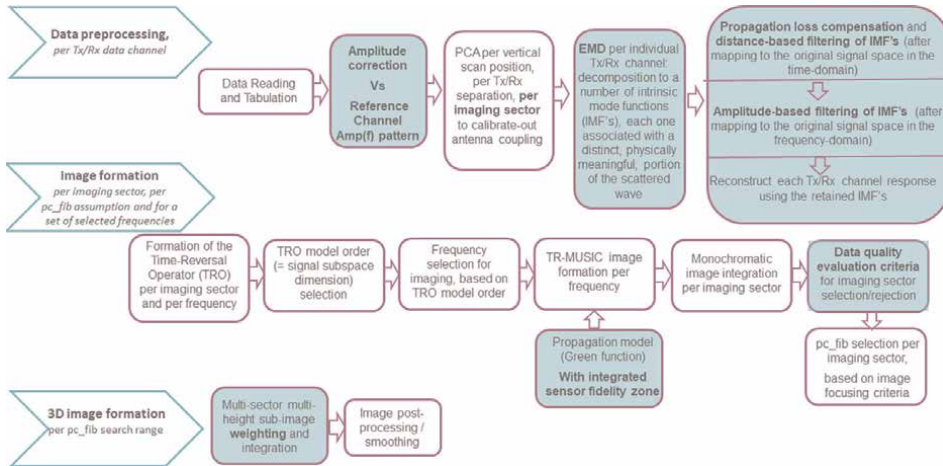 Data preprocessing,
per Tx/Rx data channel
Data Reading
and Tabulation
Amplitude
correction
Vs
Reference
Channel
Amp(f) pattern
PCA per vertical
scan position,
per Tx/Rx
separation, per
imaging sector
to calibrate-out
antenna coupling
EMD per individual
Tx/Rx channel:
decomposition to a
number of intrinsic
mode functions
(IMF's), each one
associated with a
distinct, physically
meaningful, portion
of the scattered
wave
Propagation loss compensation and
distance-based filtering of IMF's (after
mapping to the original signal space in the
time-domain)
Amplitude-based filtering of IMF's (after
mapping to the original signal space in the
frequency-domain)
Reconstruct each Tx/Rx channel response
using the retained IMF's
Image formation
per imaging sector, per
pc_fib assumption and for a
set of selected frequencies
Formation of the
Time-Reversal
Operator (TRO)
per imaging sector
and per frequency
TRO model order
(= signal subspace
dimension)
selection
Frequency
selection for
imaging, based on
TRO model order
TR-MUSIC image
formation per
frequency
Monochromatic
image integration
per imaging sector
Data quality
evaluation criteria
for imaging sector
selection/rejection
Propagation model
(Green function)
With integrated
sensor fidelity zone
pc_fib selection per
imaging sector,
based on image
focusing criteria
3D image formation
per pc_fib search range
Multi-sector multi-
height sub-image
weighting and
integration
Image post-
processing /
smoothing